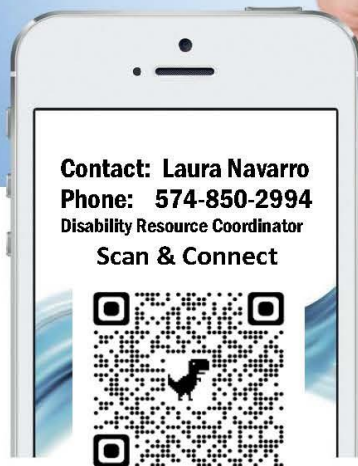 Contact: Laura Navarro
Phone: 574-850-2994
Disability Resource Coordinator
Scan & Connect